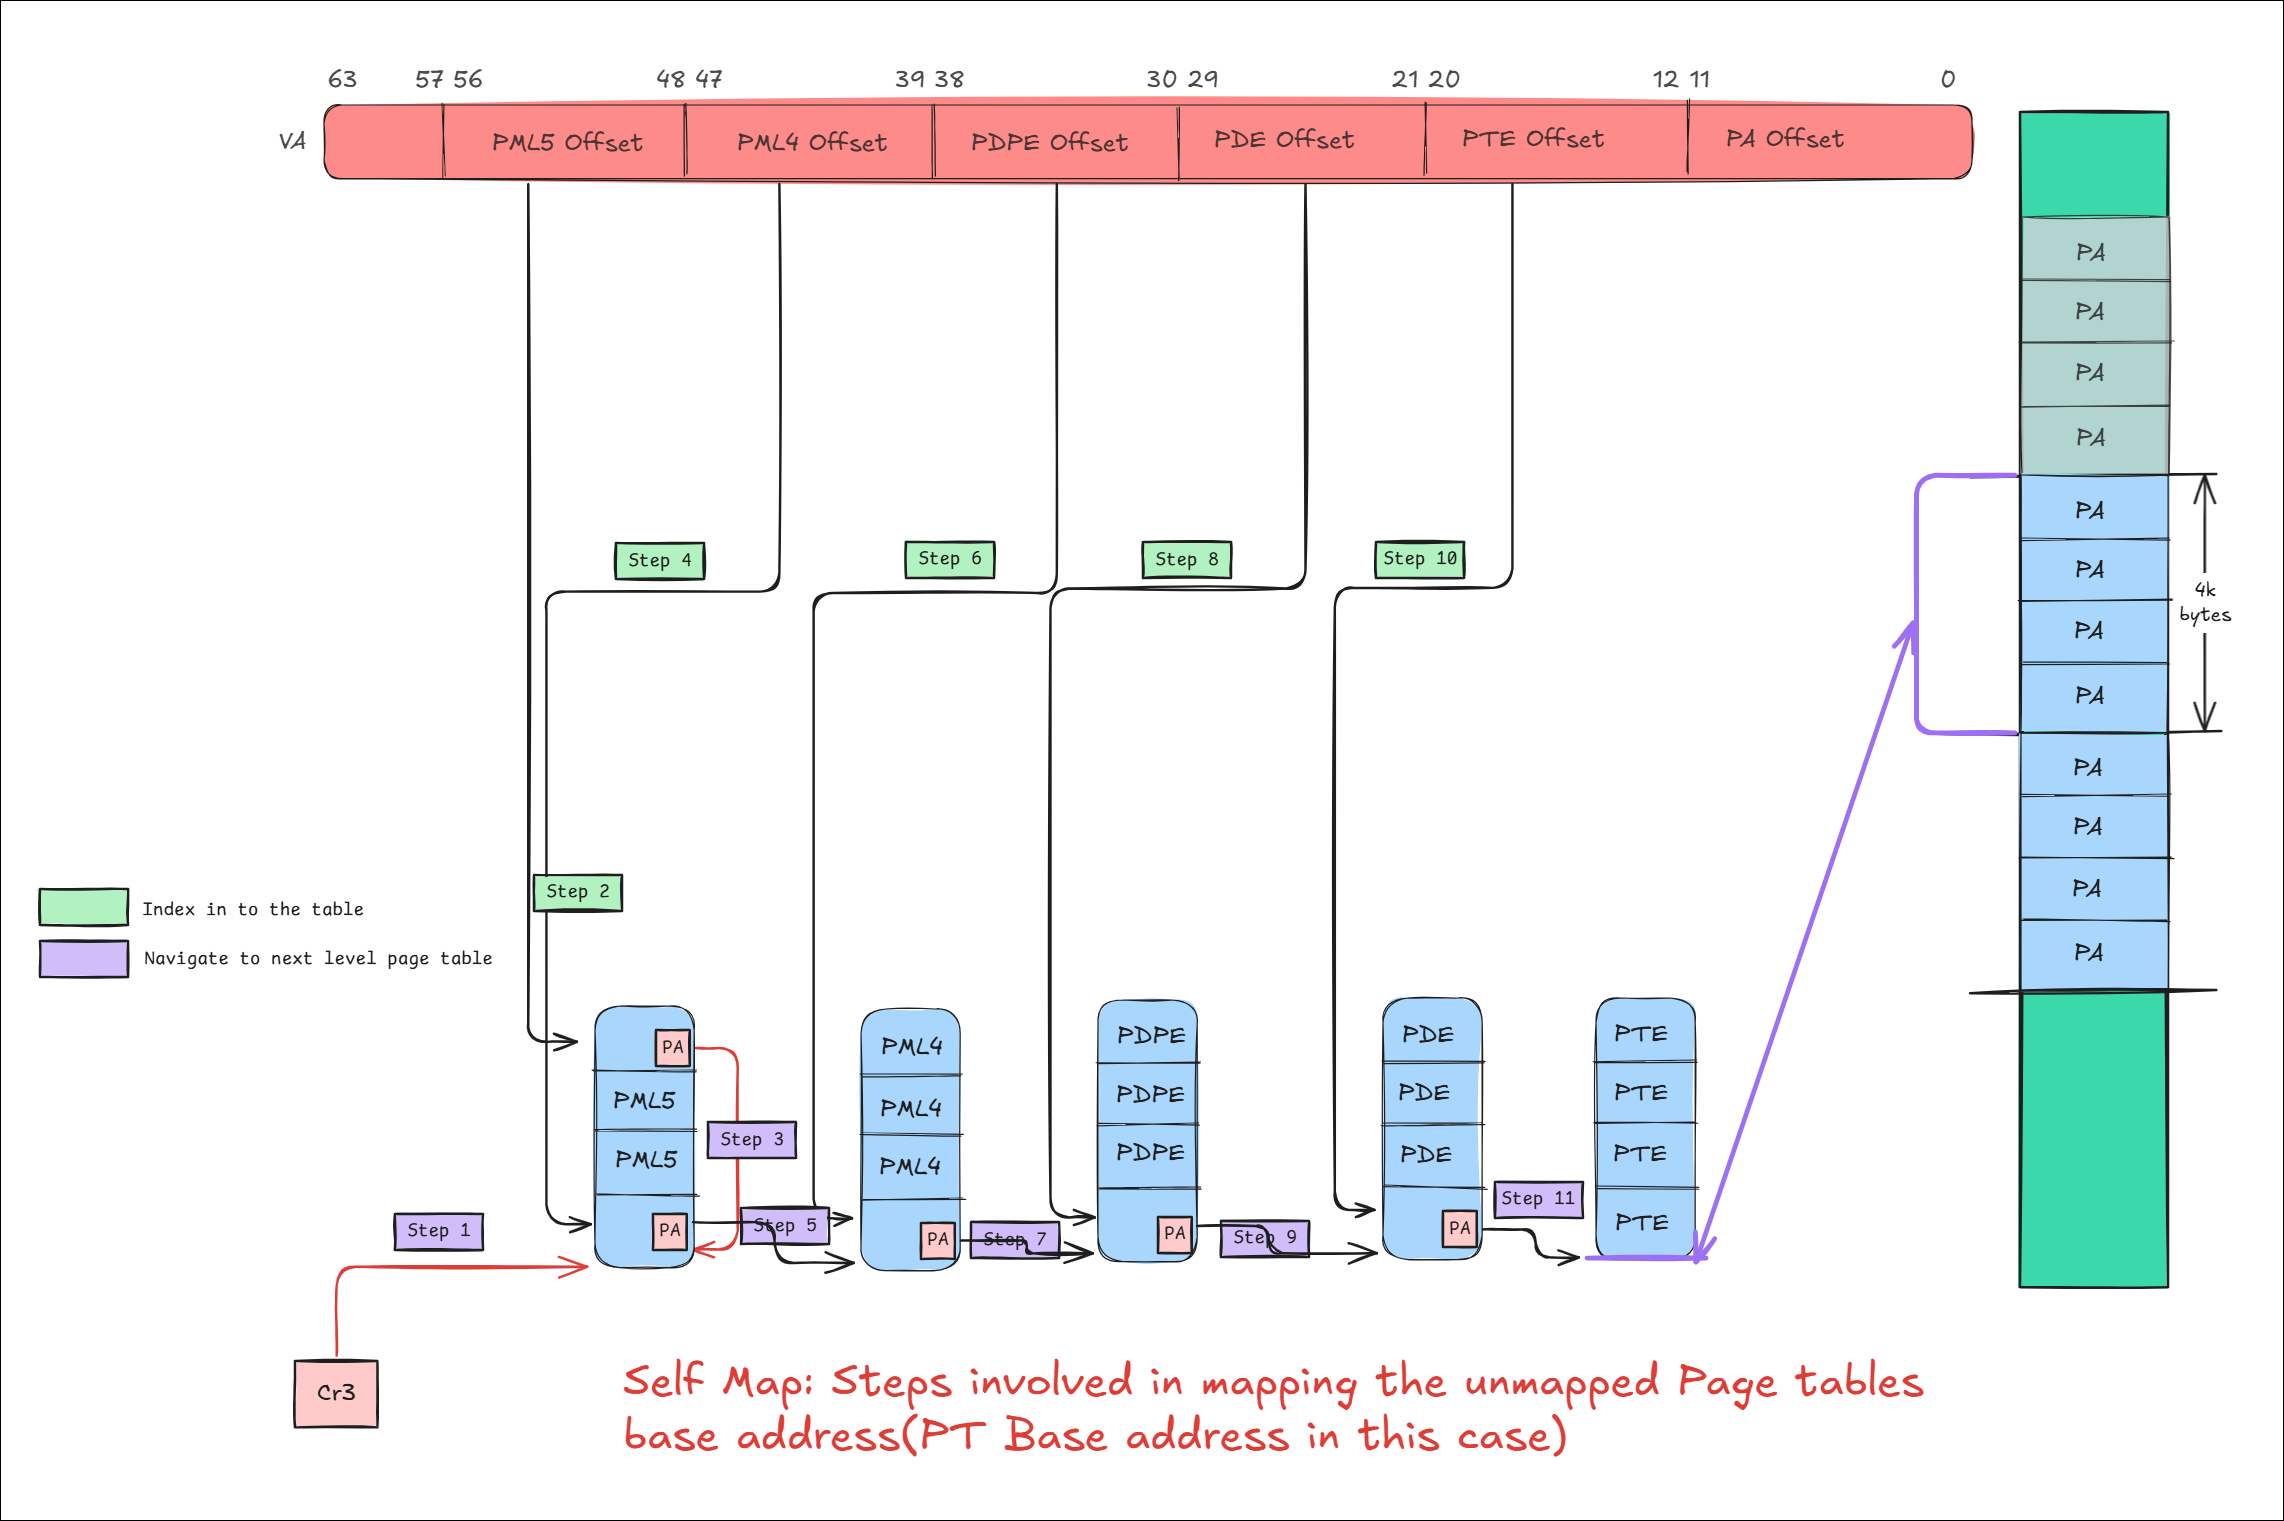 63 57 56 48 47 39 38 30 29 21 20 12 11 0
VA PML5 Offset PML4 Offset PDPE Offset PDE Offset PTE Offset PA Offset
PA
PA
PA
PA
PA
PA
PA
PA
4k
bytes
PA
PA
PA
PA
Step 4 Step 6 Step 8 Step 10
Step 2
Index in to the table
Navigate to next level page table
PA
PML5
PML5
PA
Step 3
Step 1
Step 5
PML4
PML4
PML4
PA
Step 7
PDPE
PDPE
PDPE
PA
Step 9
PDE
PDE
PDE
PA
Step 11
PTE
PTE
PTE
PTE
Cr3
Self Map: Steps involved in mapping the unmapped Page tables
base address(PT Base address in this case)